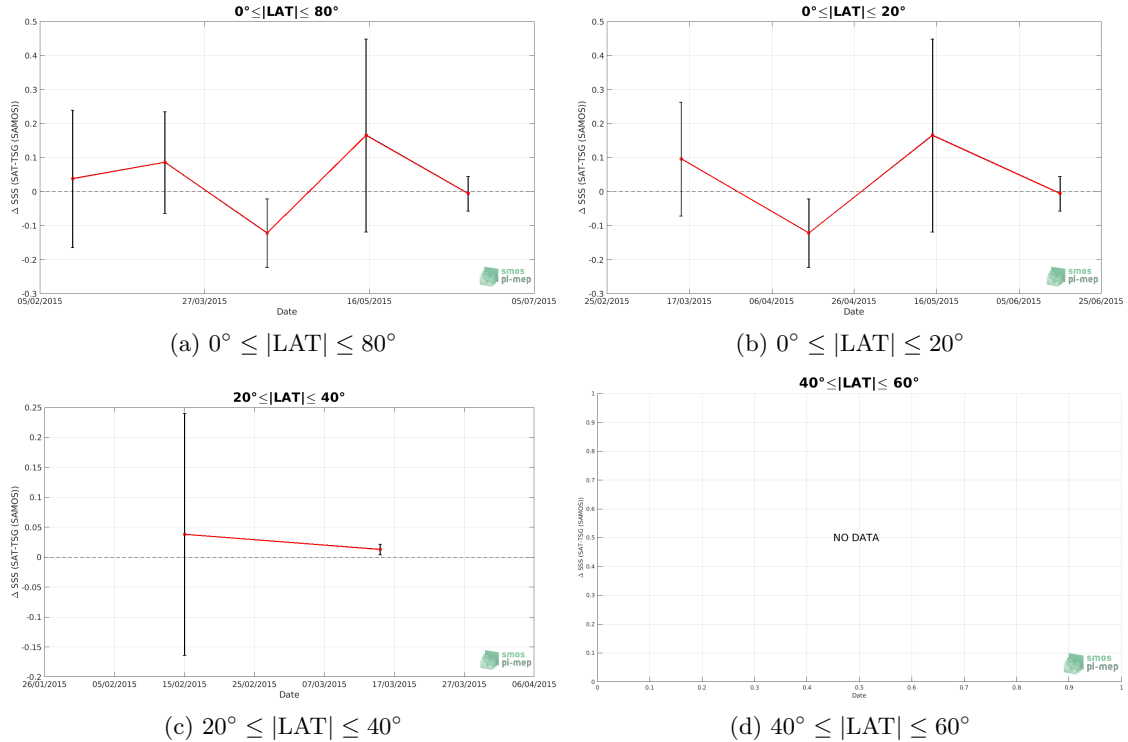 0°≤|LAT|≤ 80°
0.5
0.4
0.3
0.2
0.1
0
-0.1
-0.2
-0.3
Δ SSS (SAT-TSG (SAMOS))
05/02/2015 27/03/2015 16/05/2015 05/07/2015
Date
smos
pi-mep
(a) 0° ≤ |LAT| ≤ 80°
0°≤|LAT|≤ 20°
0.5
0.4
0.3
0.2
0.1
0
-0.1
-0.2
-0.3
Δ SSS (SAT-TSG (SAMOS))
25/02/2015 17/03/2015 06/04/2015 26/04/2015 16/05/2015 05/06/2015 25/06/2015
Date
smos
pi-mep
(b) 0° ≤ |LAT| ≤ 20°
20°≤|LAT|≤ 40°
0.25
0.2
0.15
0.1
0.05
0
-0.05
-0.1
-0.15
-0.2
Δ SSS (SAT-TSG (SAMOS))
26/01/2015 05/02/2015 15/02/2015 25/02/2015 07/03/2015 17/03/2015 27/03/2015 06/04/2015
Date
smos
pi-mep
(c) 20° ≤ |LAT| ≤ 40°
40°≤|LAT|≤ 60°
1
0.9
0.8
0.7
0.6
0.5
0.4
0.3
0.2
0.1
0
Δ SSS (SAT-TSG (SAMOS))
NO DATA
0 0.1 0.2 0.3 0.4 0.5 0.6 0.7 0.8 0.9 1
Date
smos
pi-mep
(d) 40° ≤ |LAT| ≤ 60°